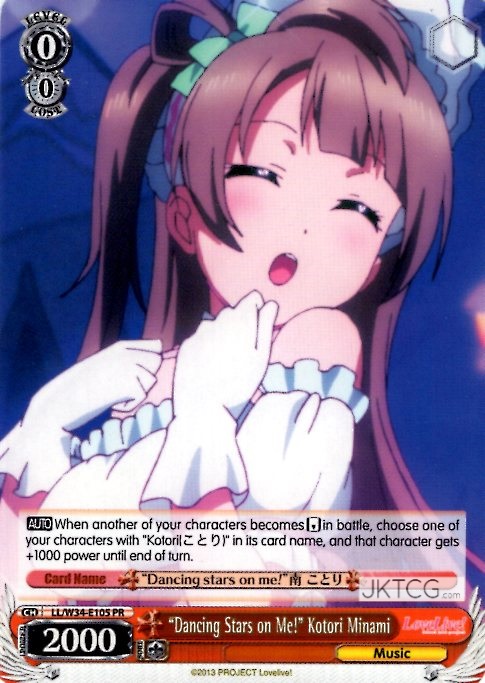 LEVEL
0
0
COST
AUTO When another of your characters becomes in battle, choose one of
your characters with "Kotori(ことり)" in its card name, and that character gets
+1000 power until end of turn.
Card Name "Dancing stars on me!"南 ことり
JKTCG.com
CH LL/W34-E105 PR
2000
"Dancing Stars on Me!" Kotori Minami
LoveLive!
Music
©2013 PROJECT Lovelive!